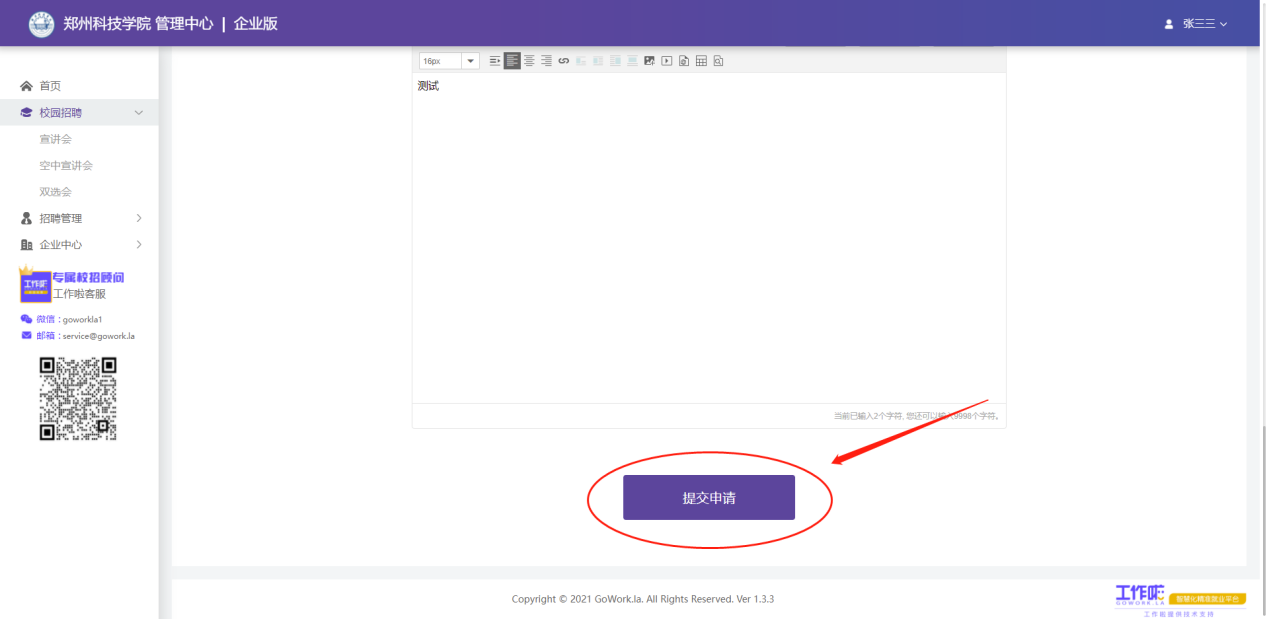 郑州科技学院 管理中心 | 企业版
张三三
首页
校园招聘
宣讲会
空中宣讲会
双选会
招聘管理
企业中心
工作啦
专属校招顾问
工作啦客服
微信：goworkla1
邮箱：service@gowork.la
16px
测试
当前已输入2个字符, 您还可以输入9998个字符。
提交申请
Copyright © 2021 GoWork.la. All Rights Reserved. Ver 1.3.3
工作啦
GOWORK.LA
智慧化精准就业平台
工作啦提供技术支持